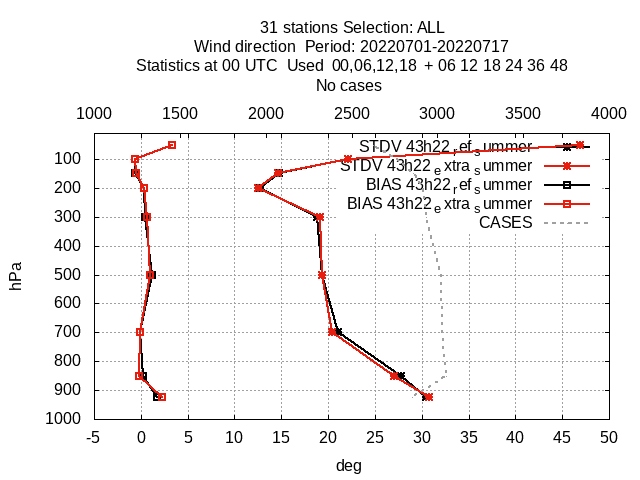 31 stations Selection: ALL
Wind direction  Period: 20220701-20220717
Statistics at 00 UTC  Used  00,06,12,18  + 06 12 18 24 36 48
No cases
1000 1500 2000 2500 3000 3500 4000
STDV 43h22_ref_summer
STDV 43h22_extra_summer
BIAS 43h22_ref_summer
BIAS 43h22_extra_summer
CASES
100
200
300
400
500
600
700
800
900
1000
hPa
-5 0 5 10 15 20 25 30 35 40 45 50
deg